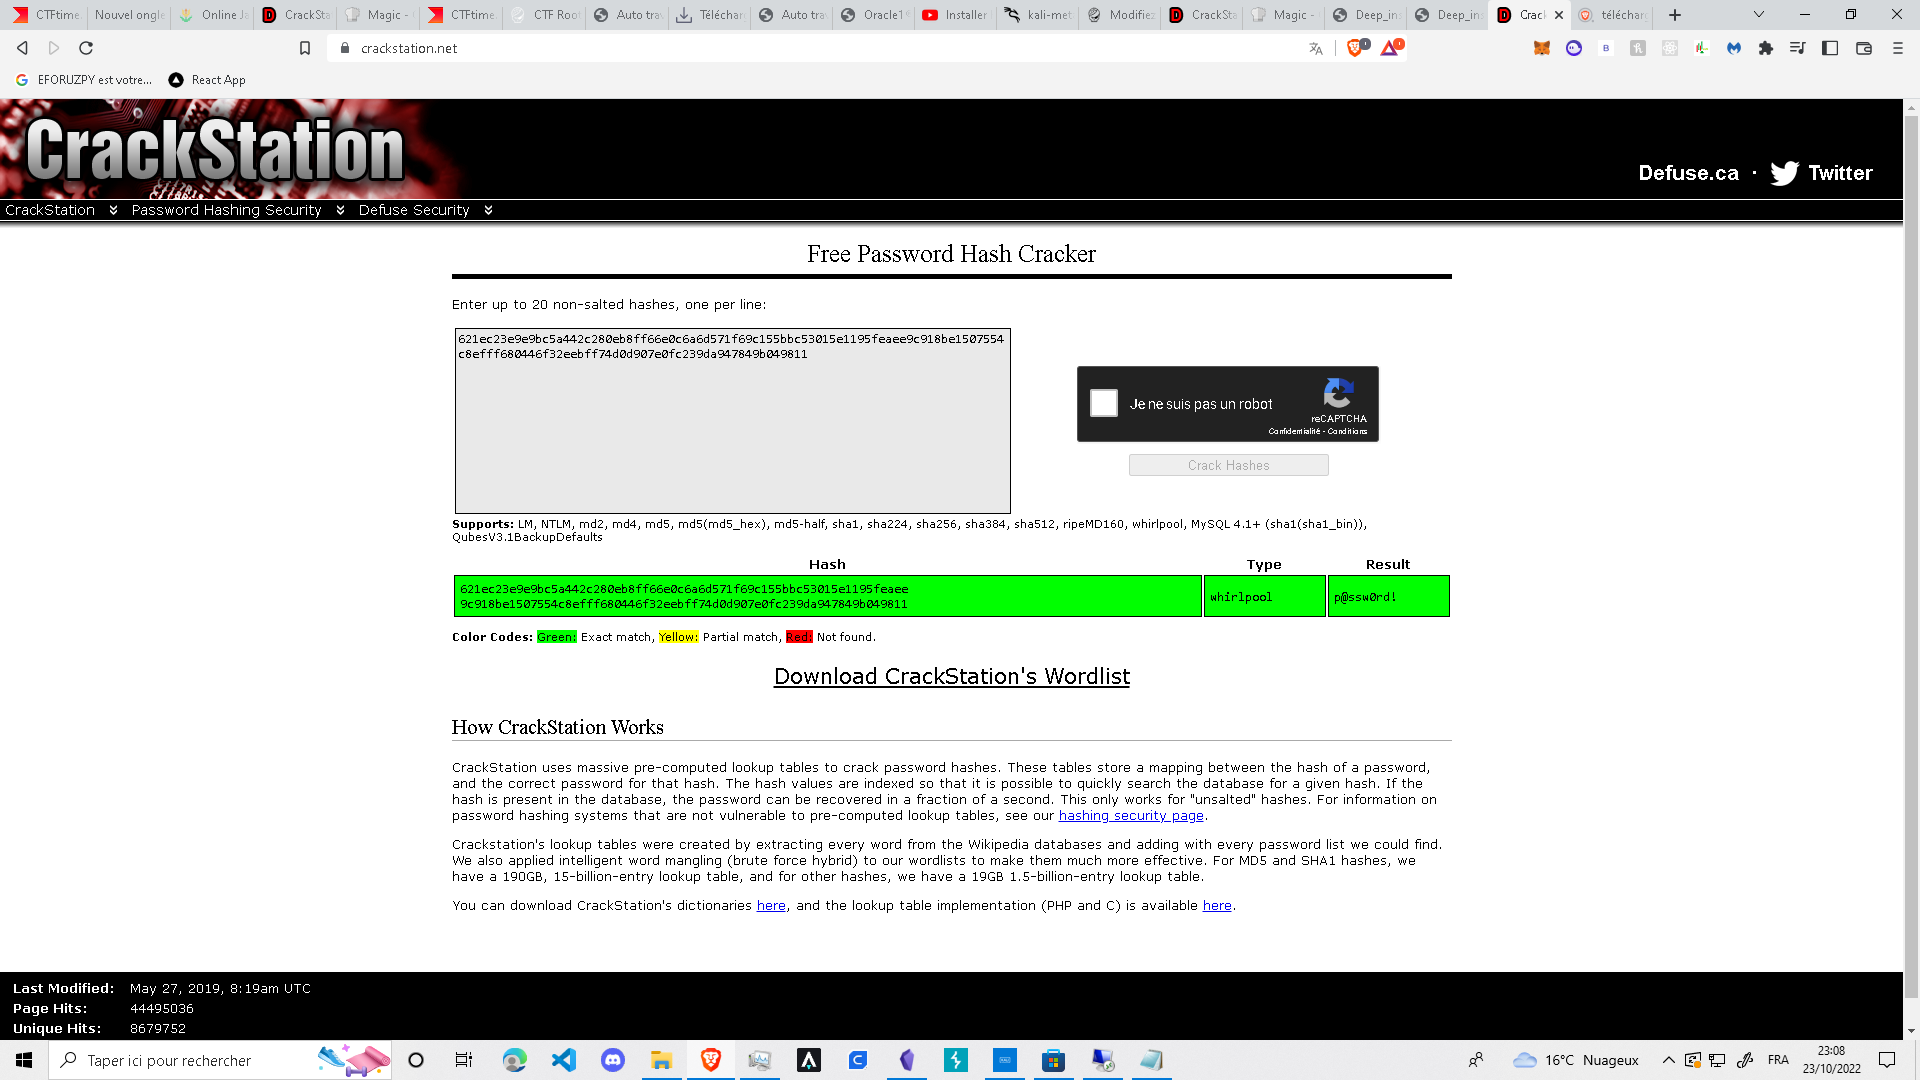 CTFtime.
Nouvel ongle
Online Ja
CrackSta
Magic -
CTFtime.
CTF Root
Auto tra
Téléchar
Auto tra
Oracle1
Installer
kali-met
Modifiez
CrackSta
Magic -
Deep_in
Deep_in
Crack
téléchar
crackstation.net
EFORUZPY est votre...
React App
CrackStation
Defuse.ca · Twitter
CrackStation
Password Hashing Security
Defuse Security
Free Password Hash Cracker
Enter up to 20 non-salted hashes, one per line:
621ec23e9e9bc5a442c280eb8ff66e0c6a6d571f69c155bbc53015e1195feaee9c918be1507554
c8efff680446f32eebff74d0d907e0fc239da947849b049811
Je ne suis pas un robot
reCAPTCHA
Confidentialité - Conditions
Crack Hashes
Supports: LM, NTLM, md2, md4, md5, md5(md5_hex), md5-half, sha1, sha224, sha256, sha384, sha512, ripeMD160, whirlpool, MySQL 4.1+ (sha1(sha1_bin)),
QubesV3.1BackupDefaults
Hash Type Result
621ec23e9e9bc5a442c280eb8ff66e0c6a6d571f69c155bbc53015e1195feaee
9c918be1507554c8efff680446f32eebff74d0d907e0fc239da947849b049811
whirlpool
p@ssw0rd!
Color Codes: Green: Exact match, Yellow: Partial match, Red: Not found.
Download CrackStation's Wordlist
How CrackStation Works
CrackStation uses massive pre-computed lookup tables to crack password hashes. These tables store a mapping between the hash of a password,
and the correct password for that hash. The hash values are indexed so that it is possible to quickly search the database for a given hash. If the
hash is present in the database, the password can be recovered in a fraction of a second. This only works for "unsalted" hashes. For information on
password hashing systems that are not vulnerable to pre-computed lookup tables, see our hashing security page.
Crackstation's lookup tables were created by extracting every word from the Wikipedia databases and adding with every password list we could find.
We also applied intelligent word mangling (brute force hybrid) to our wordlists to make them much more effective. For MD5 and SHA1 hashes, we
have a 190GB, 15-billion-entry lookup table, and for other hashes, we have a 19GB 1.5-billion-entry lookup table.
You can download CrackStation's dictionaries here, and the lookup table implementation (PHP and C) is available here.
Last Modified: May 27, 2019, 8:19am UTC
Page Hits: 44495036
Unique Hits: 8679752
Taper ici pour rechercher
16°C Nuageux
FRA
23:08
23/10/2022